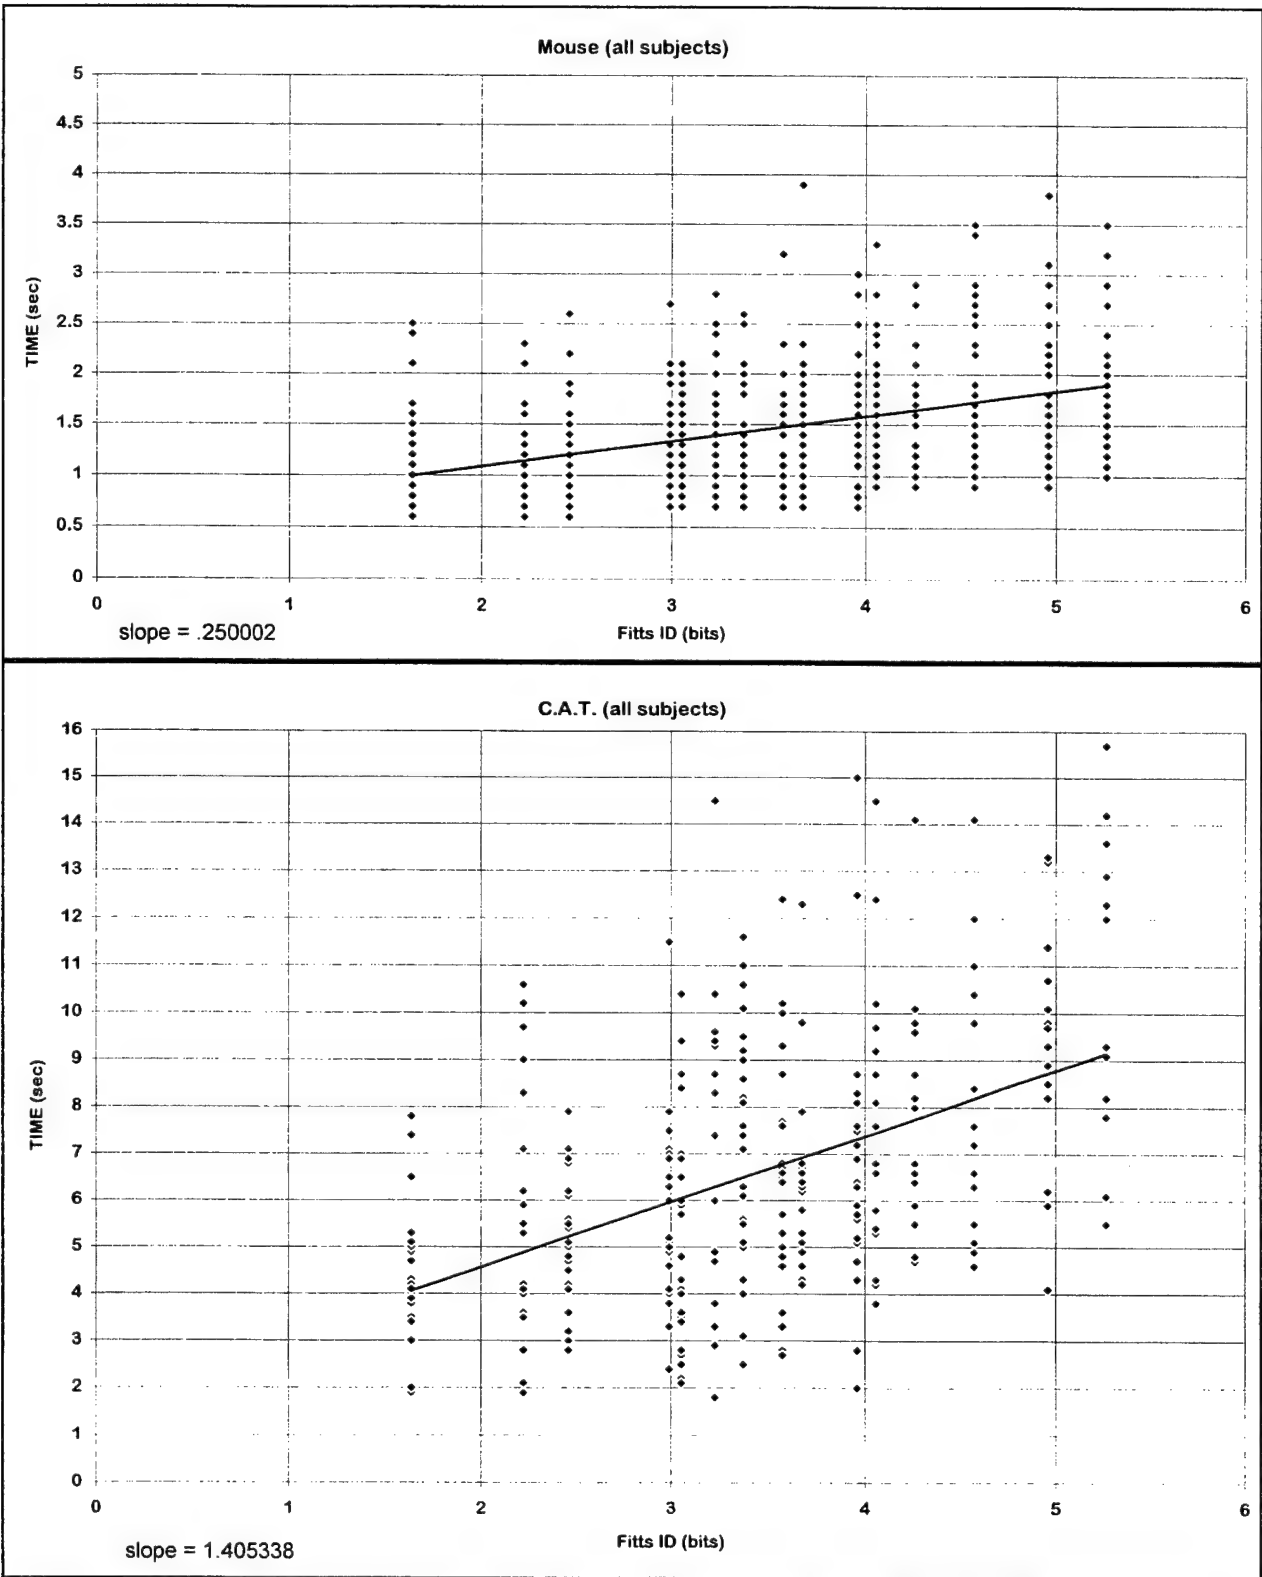 Mouse (all subjects)
5
4.5
4
3.5
3
2.5
2
1.5
1
0.5
0
TIME (sec)
0 1 2 3 4 5 6
slope = .250002
Fitts ID (bits)
C.A.T. (all subjects)
16
15
14
13
12
11
10
9
8
7
6
5
4
3
2
1
0
TIME (sec)
0 1 2 3 4 5 6
Fitts ID (bits)
slope = 1.405338